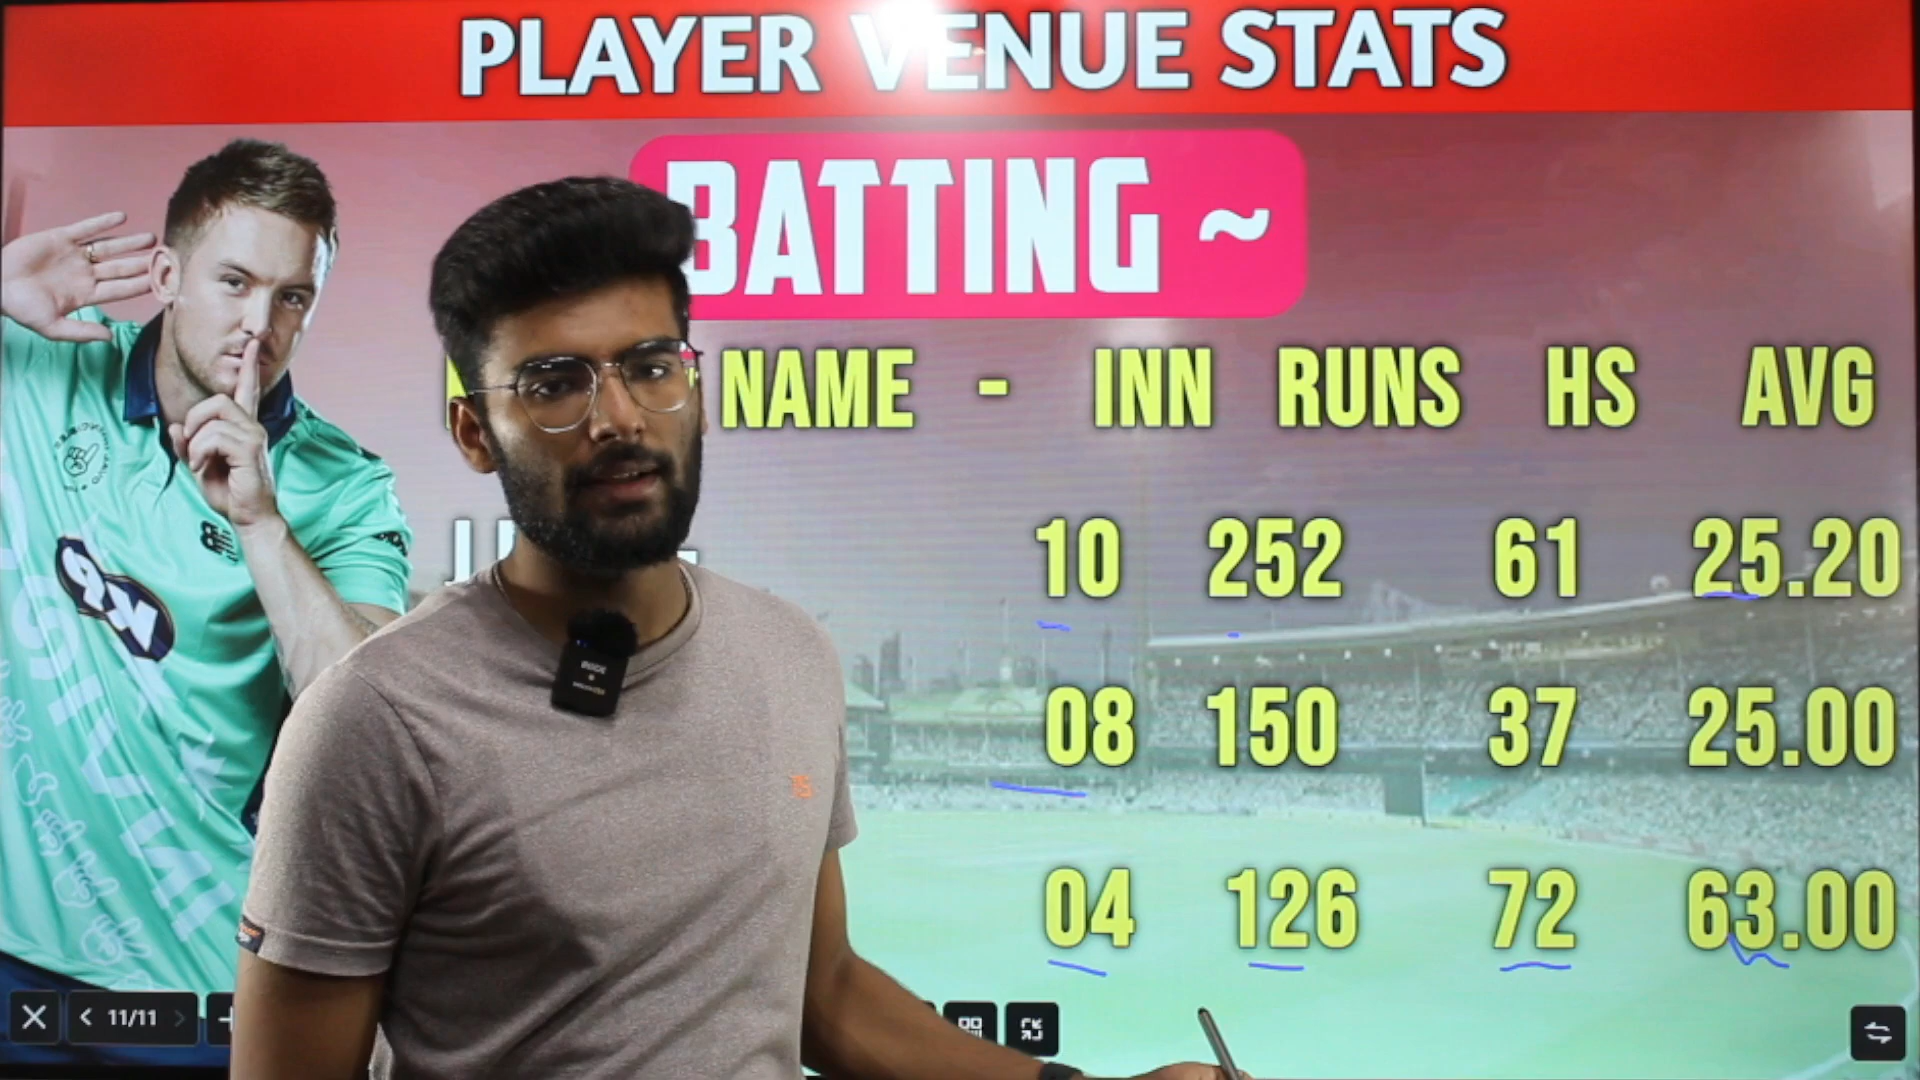 PLAYER VENUE STATS
BATTING ~
NAME - INN RUNS HS AVG
10 252 61 25.20
08 150 37 25.00
04 126 72 63.00
11/11